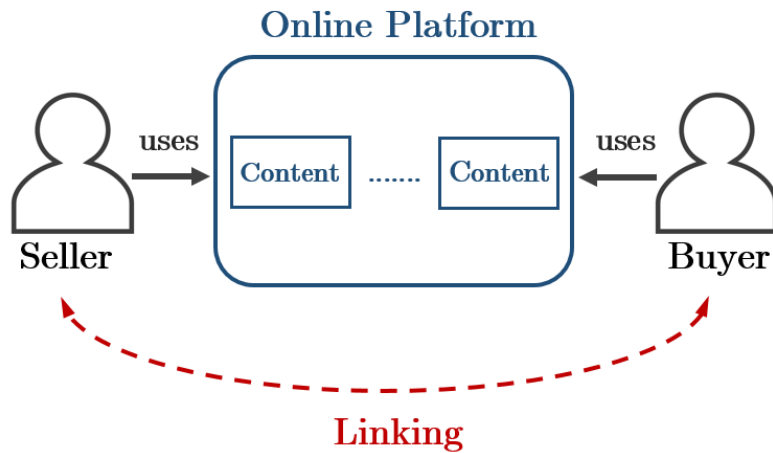 Online Platform
uses
uses
Content ....... Content
Seller
Buyer
Linking